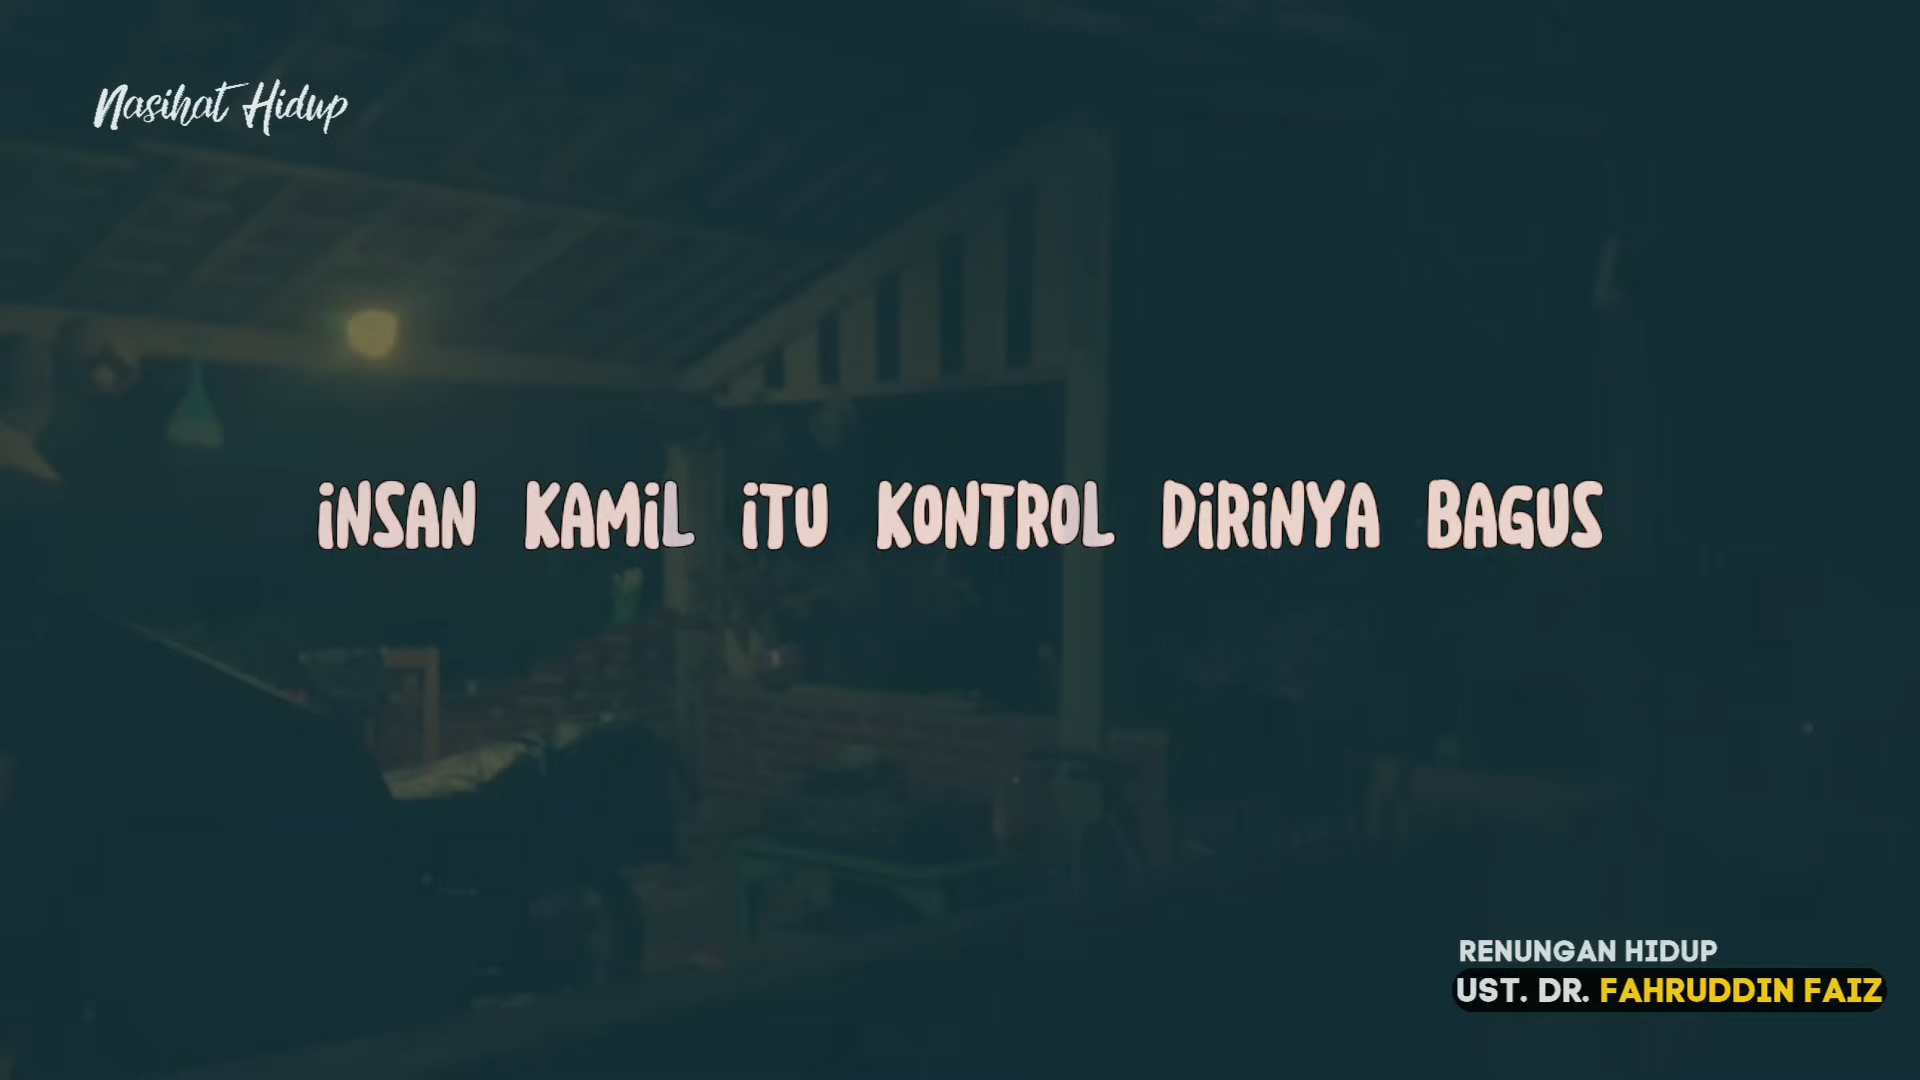 Nasihat Hidup
iNSAN KAMiL iTU KONTROL DiRiNYA BAGUS
RENUNGAN HIDUP
UST. DR. FAHRUDDIN FAIZ